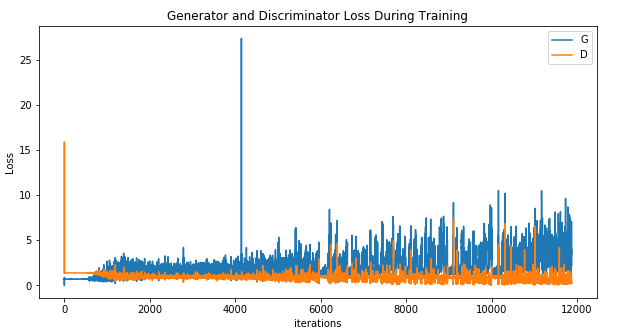 Generator and Discriminator Loss During Training
G
D
25
20
15
10
5
0
Loss
0 2000 4000 6000 8000 10000 12000
iterations